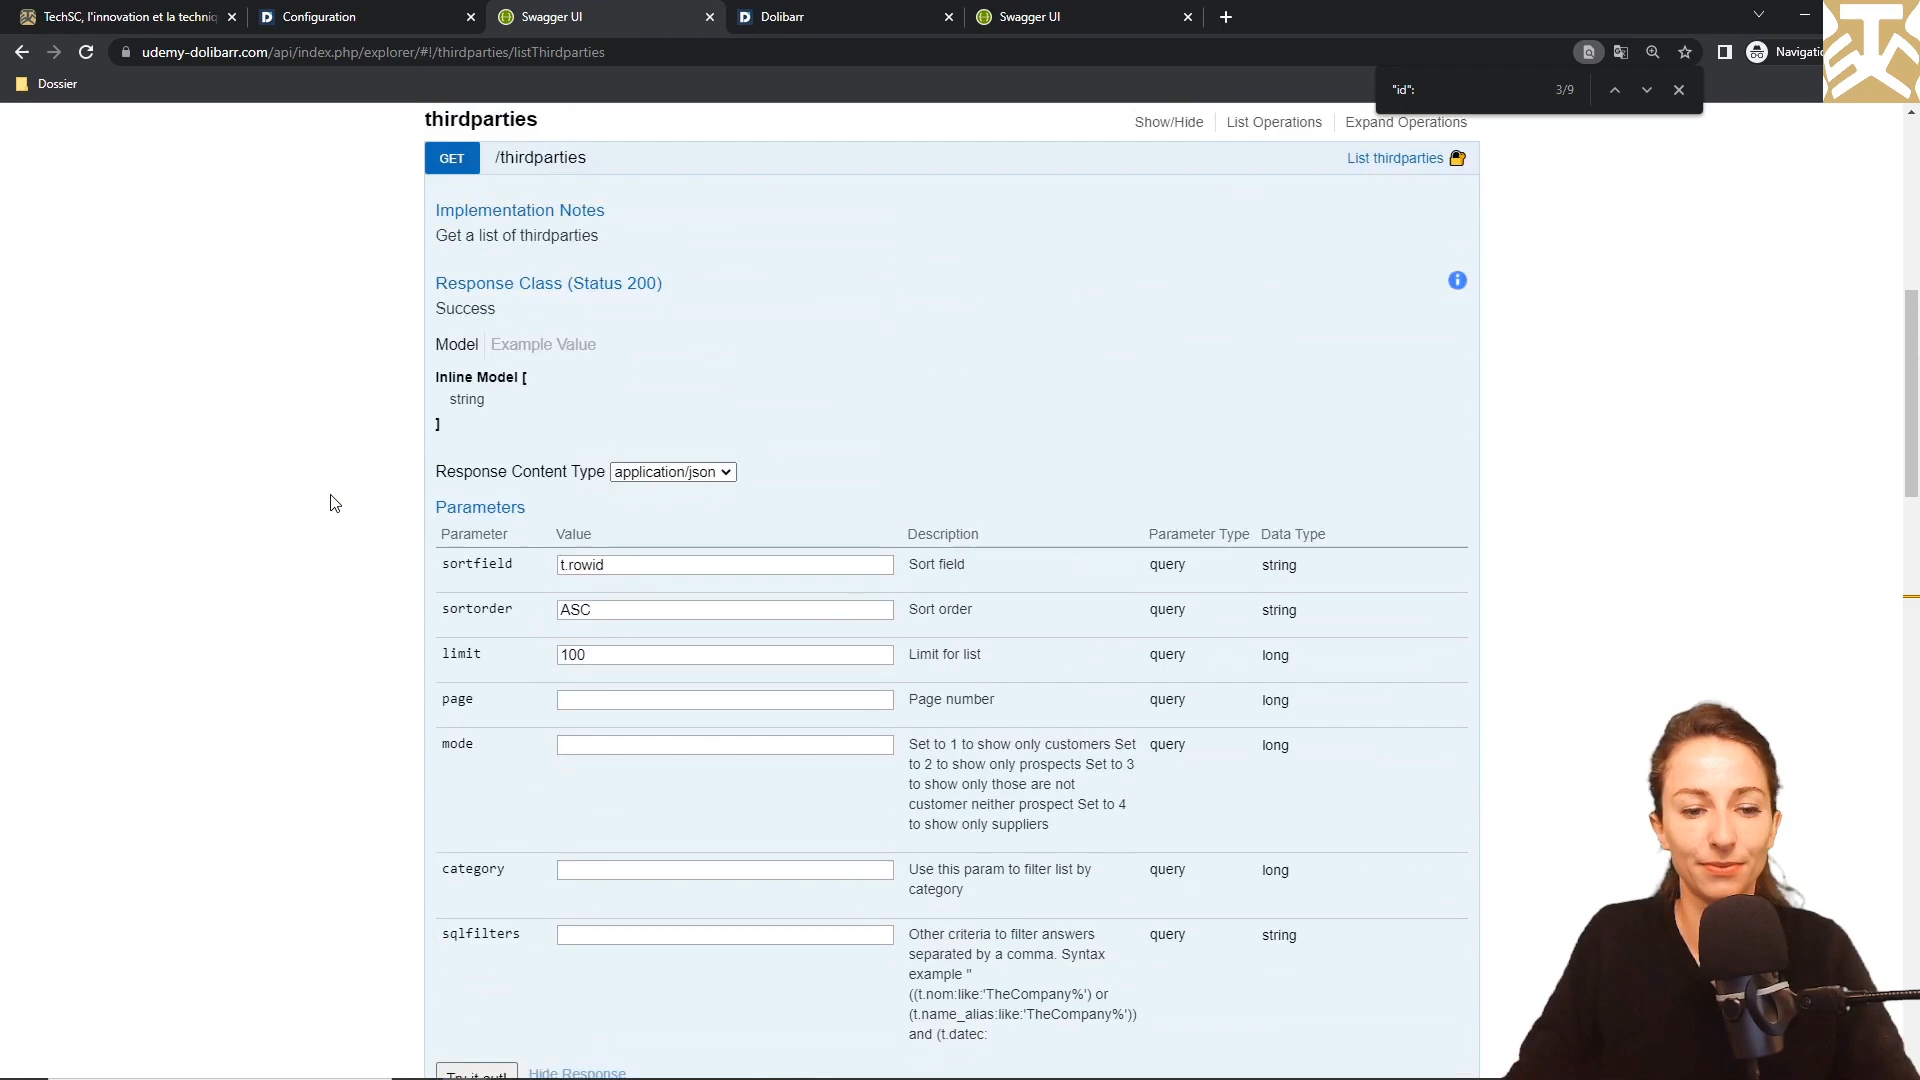 TechSC, l'innovation et la techniq
Configuration
Swagger UI
Dolibarr
Swagger UI
udemy-dolibarr.com/api/index.php/explorer/#!/thirdparties/listThirdparties
Navigatio
Dossier
"id":
3/9
thirdparties
Show/Hide
List Operations
Expand Operations
GET
/thirdparties
List thirdparties
Implementation Notes
Get a list of thirdparties
Response Class (Status 200)
Success
Model
Example Value
Inline Model [
string
]
Response Content Type application/json
Parameters
Parameter Value Description Parameter Type Data Type
sortfield t.rowid Sort field query string
sortorder ASC Sort order query string
limit 100 Limit for list query long
page Page number query long
mode Set to 1 to show only customers Set query long
to 2 to show only prospects Set to 3
to show only those are not
customer neither prospect Set to 4
to show only suppliers
category Use this param to filter list by query long
category
sqlfilters Other criteria to filter answers query string
separated by a comma. Syntax
example "
((t.nom:like:'TheCompany%') or
(t.name_alias:like:'TheCompany%'))
and (t.datec:
Try it out!
Hide Response